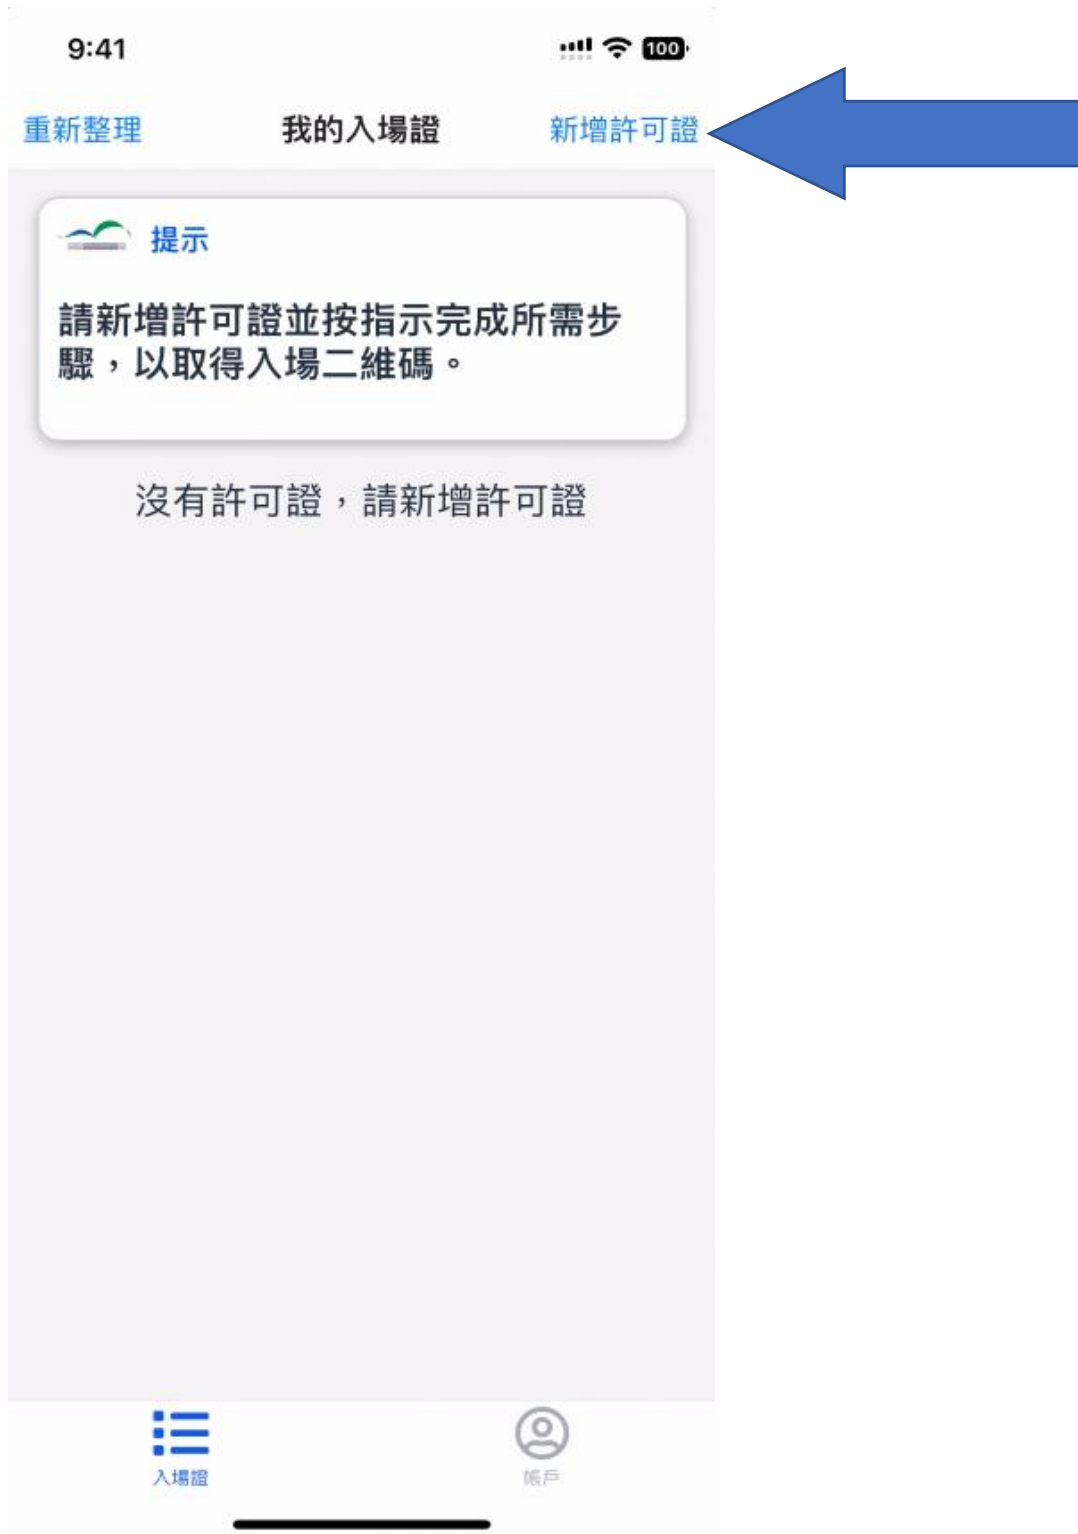 9:41
100
重新整理
我的入場證
新增許可證
提示
請新增許可證並按指示完成所需步
驟，以取得入場二維碼。
沒有許可證，請新增許可證
入場證
帳戶